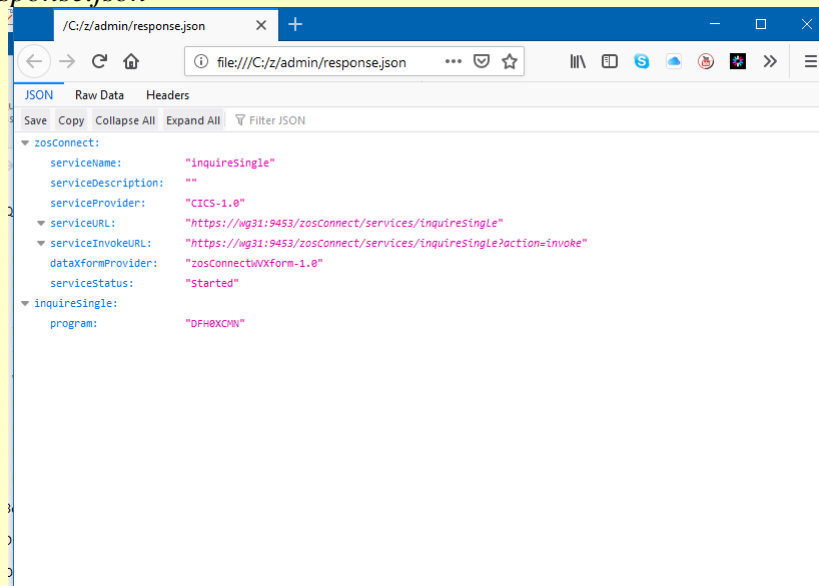 sponse.json
/C:/z/admin/response.json
file:///C:/z/admin/response.json
JSON Raw Data Headers
Save Copy Collapse All Expand All Filter JSON
zosConnect:
serviceName: "inquireSingle"
serviceDescription: ""
serviceProvider: "CICS-1.0"
serviceURL: "https://wg31:9453/zosConnect/services/inquireSingle"
serviceInvokeURL: "https://wg31:9453/zosConnect/services/inquireSingle?action=invoke"
dataXformProvider: "zosConnectWVXform-1.0"
serviceStatus: "Started"
inquireSingle:
program: "DFH0XCMN"